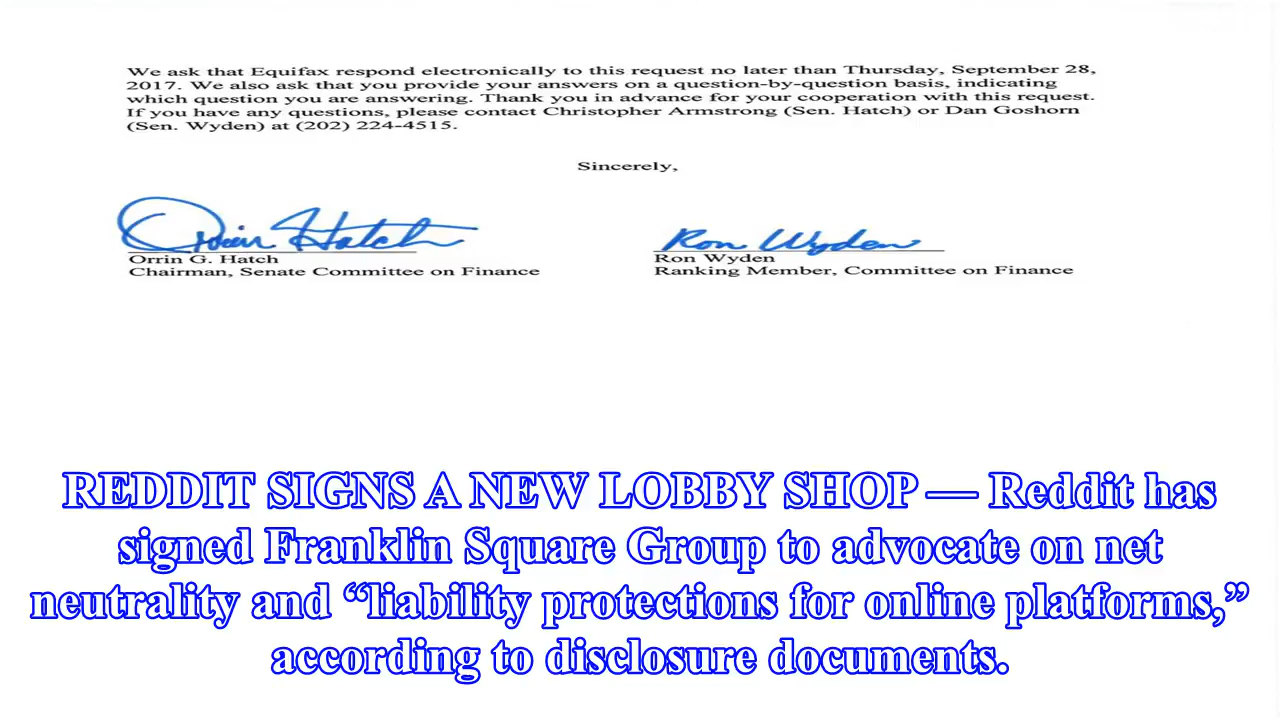 We ask that Equifax respond electronically to this request no later than Thursday, September 28,
2017. We also ask that you provide your answers on a question-by-question basis, indicating
which question you are answering. Thank you in advance for your cooperation with this request.
If you have any questions, please contact Christopher Armstrong (Sen. Hatch) or Dan Goshorn
(Sen. Wyden) at (202) 224-4515.
Sincerely,
Orrin Hatch
Ron Wyden
Orrin G. Hatch
Ron Wyden
Chairman, Senate Committee on Finance
Ranking Member, Committee on Finance
REDDIT SIGNS A NEW LOBBY SHOP — Reddit has
signed Franklin Square Group to advocate on net
neutrality and “liability protections for online platforms,”
according to disclosure documents.